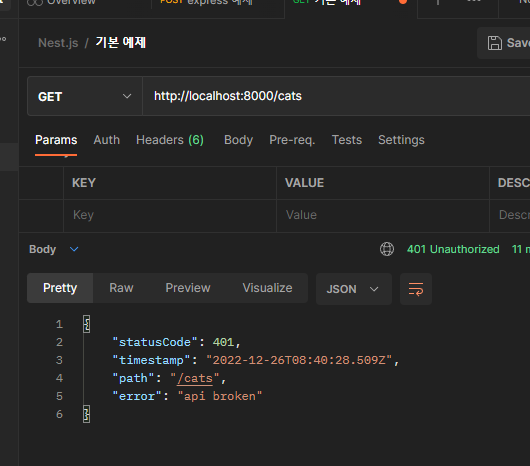 Overview
POST express 예제
GET 기본 예제
Nest.js / 기본 예제
Save
GET
http://localhost:8000/cats
Params Auth Headers (6) Body Pre-req. Tests Settings
KEY VALUE DESC
Key Value Descr
Body
401 Unauthorized 11 m
Pretty Raw Preview Visualize JSON
1 {
2 "statusCode": 401,
3 "timestamp": "2022-12-26T08:40:28.509Z",
4 "path": "/cats",
5 "error": "api broken"
6 }